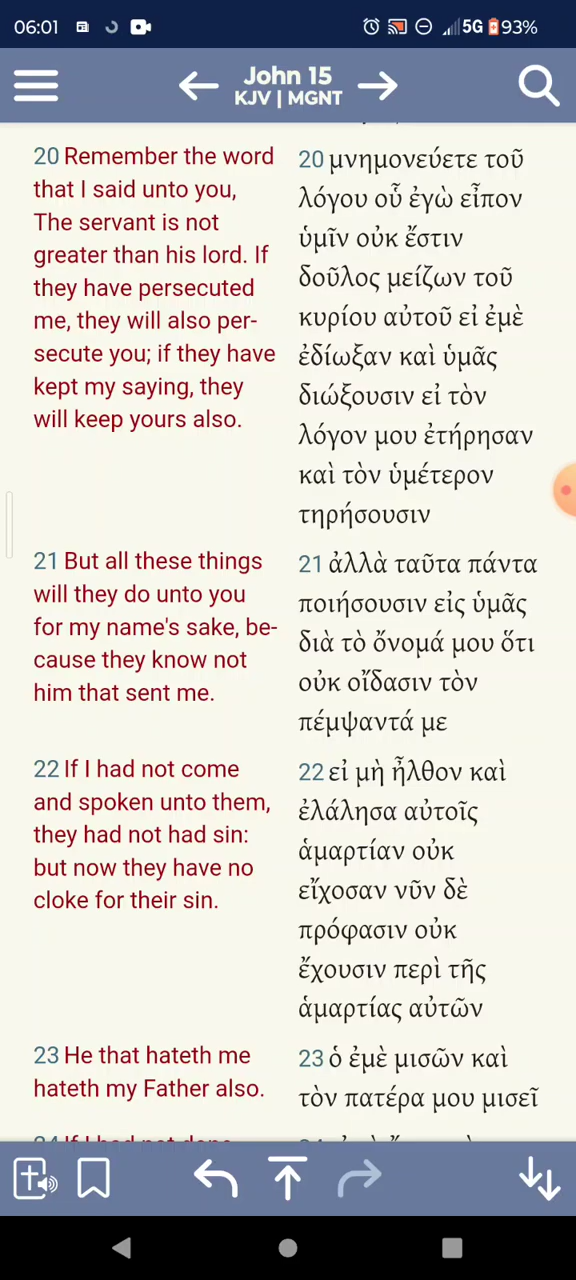 06:01
5G 93%
John 15
KJV | MGNT
20 Remember the word
that I said unto you,
The servant is not
greater than his lord. If
they have persecuted
me, they will also per-
secute you; if they have
kept my saying, they
will keep yours also.
20 μνημονεύετε τοῦ
λόγου οὗ ἐγὼ εἶπον
ὑμῖν οὐκ ἔστιν
δοῦλος μείζων τοῦ
κυρίου αὐτοῦ εἰ ἐμὲ
ἐδίωξαν καὶ ὑμᾶς
διώξουσιν εἰ τὸν
λόγον μου ἐτήρησαν
καὶ τὸν ὑμέτερον
τηρήσουσιν
21 But all these things
will they do unto you
for my name's sake, be-
cause they know not
him that sent me.
21 ἀλλὰ ταῦτα πάντα
ποιήσουσιν εἰς ὑμᾶς
διὰ τὸ ὄνομά μου ὅτι
οὐκ οἴδασιν τὸν
πέμψαντά με
22 If I had not come
and spoken unto them,
they had not had sin:
but now they have no
cloke for their sin.
22 εἰ μὴ ἦλθον καὶ
ἐλάλησα αὐτοῖς
ἁμαρτίαν οὐκ
εἴχοσαν νῦν δὲ
πρόφασιν οὐκ
ἔχουσιν περὶ τῆς
ἁμαρτίας αὐτῶν
23 He that hateth me
hateth my Father also.
23 ὁ ἐμὲ μισῶν καὶ
τὸν πατέρα μου μισεῖ
24 If I had not done